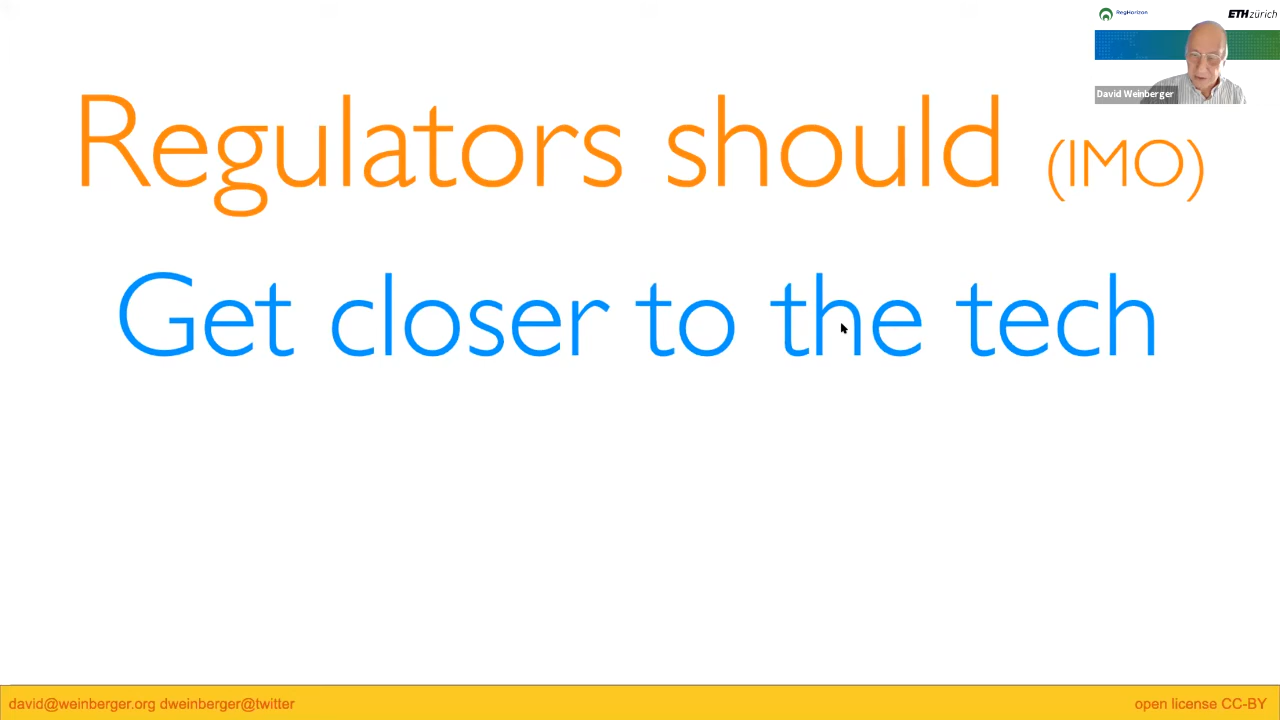 RegHorizon
ETH zürich
David Weinberger
Regulators should (IMO)
Get closer to the tech
david@weinberger.org dweinberger@twitter
open license CC-BY